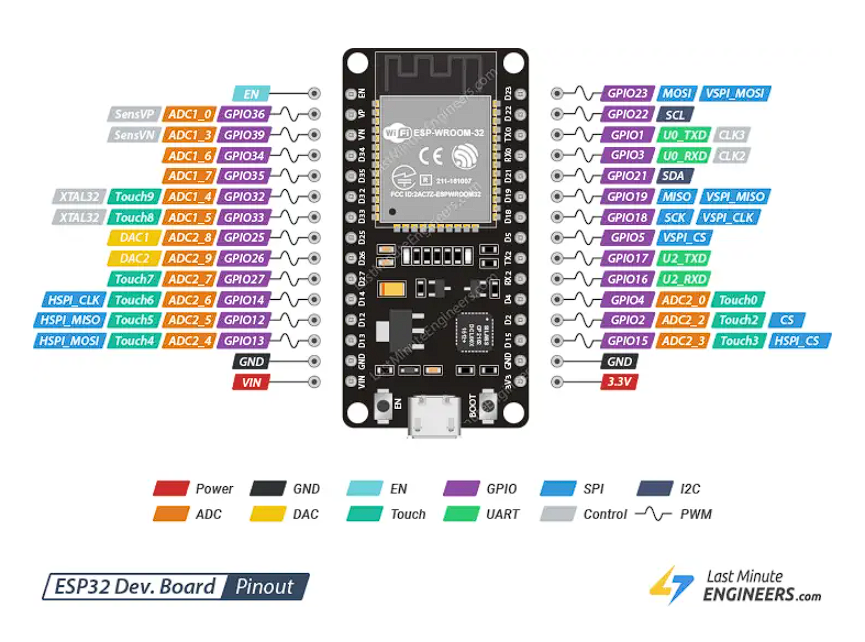 EN EN D23 GPIO23 MOSI VSPI_MOSI
SensVP ADC1_0 GPIO36 VP D22 GPIO22 SCL
SensVN ADC1_3 GPIO39 VN TX0 GPIO1 U0_TXD CLK3
ADC1_6 GPIO34 D34 RX0 GPIO3 U0_RXD CLK2
ADC1_7 GPIO35 D35 D21 GPIO21 SDA
XTAL32 Touch9 ADC1_4 GPIO32 D32 D19 GPIO19 MISO VSPI_MISO
XTAL32 Touch8 ADC1_5 GPIO33 D33 D18 GPIO18 SCK VSPI_CLK
DAC1 ADC2_8 GPIO25 D25 D5 GPIO5 VSPI_CS
DAC2 ADC2_9 GPIO26 D26 TX2 GPIO17 U2_TXD
Touch7 ADC2_7 GPIO27 D27 RX2 GPIO16 U2_RXD
HSPI_CLK Touch6 ADC2_6 GPIO14 D14 D4 GPIO4 ADC2_0 Touch0
HSPI_MISO Touch5 ADC2_5 GPIO12 D12 D2 GPIO2 ADC2_2 Touch2 CS
HSPI_MOSI Touch4 ADC2_4 GPIO13 D13 D15 GPIO15 ADC2_3 Touch3 HSPI_CS
GND GND GND GND
VIN VIN 3V3 3.3V
WiFi ESP-WROOM-32
CE
R 211-161007
FCC ID:2AC7Z-ESPWROOM32
SILABS
CP2102
LastMinuteEngineers.com
LastMinuteEngineers.com
EN BOOT
Power GND EN GPIO SPI I2C
ADC DAC Touch UART Control PWM
ESP32 Dev. Board Pinout
Last Minute
ENGINEERS.com